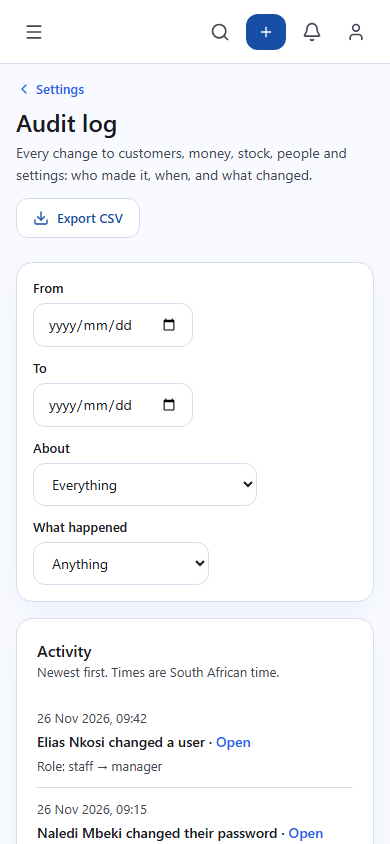 Settings
Audit log
Every change to customers, money, stock, people and
settings: who made it, when, and what changed.
Export CSV
From
yyyy/mm/dd
To
yyyy/mm/dd
About
Everything
What happened
Anything
Activity
Newest first. Times are South African time.
26 Nov 2026, 09:42
Elias Nkosi changed a user · Open
Role: staff → manager
26 Nov 2026, 09:15
Naledi Mbeki changed their password · Open